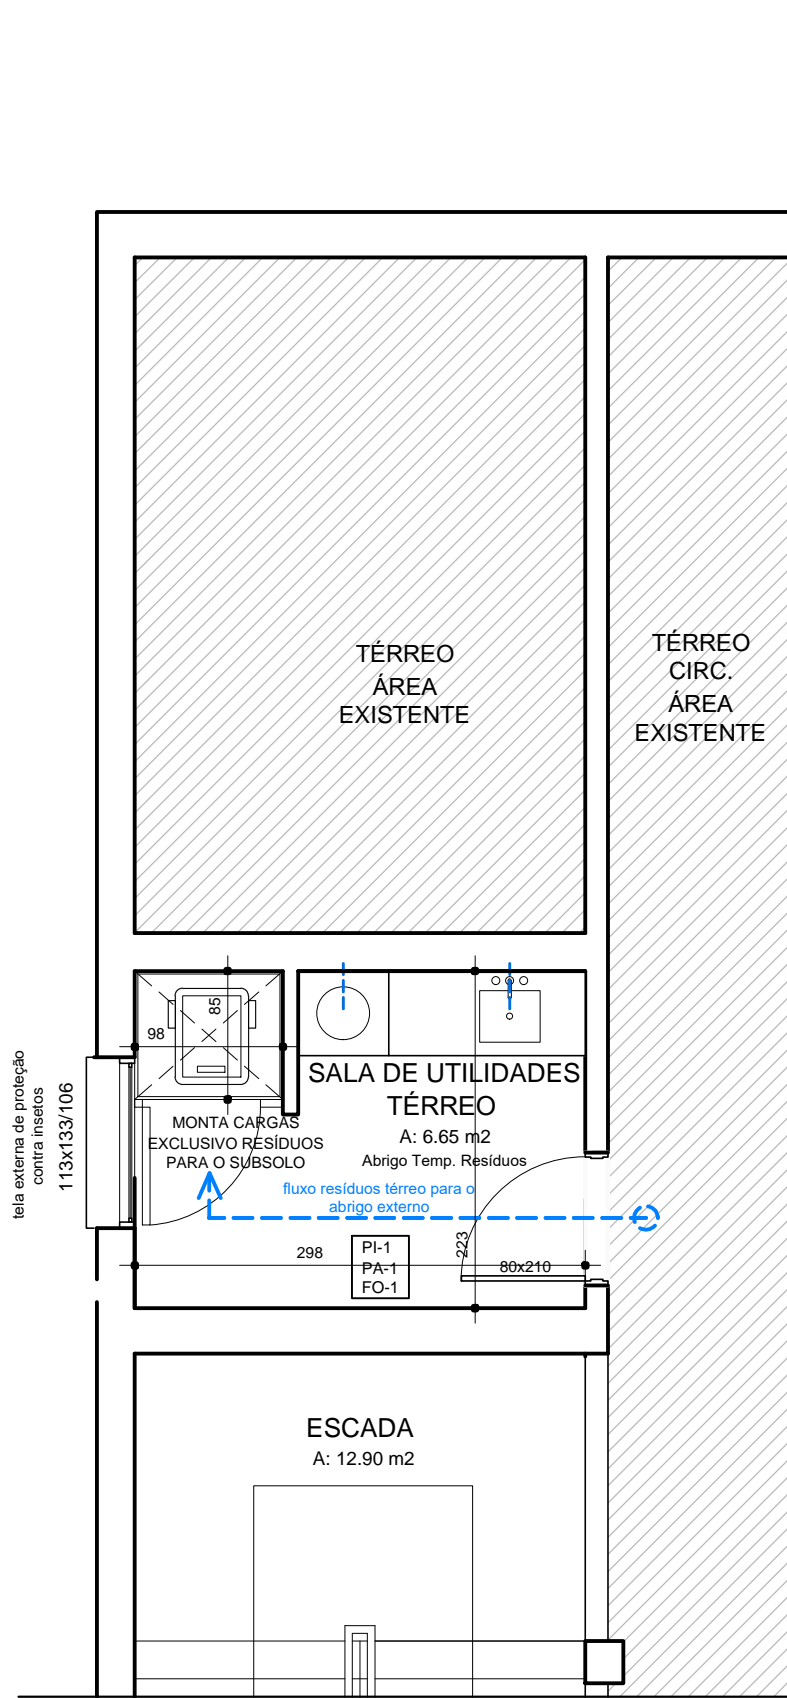 TÉRREO
ÁREA
EXISTENTE
TÉRREO
CIRC.
ÁREA
EXISTENTE
85
98
tela externa de proteção
contra insetos
113x133/106
SALA DE UTILIDADES
TÉRREO
A: 6.65 m2
Abrigo Temp. Resíduos
MONTA CARGAS
EXCLUSIVO RESÍDUOS
PARA O SUBSOLO
fluxo resíduos térreo para o
abrigo externo
298
PI-1
PA-1
FO-1
223
80x210
ESCADA
A: 12.90 m2